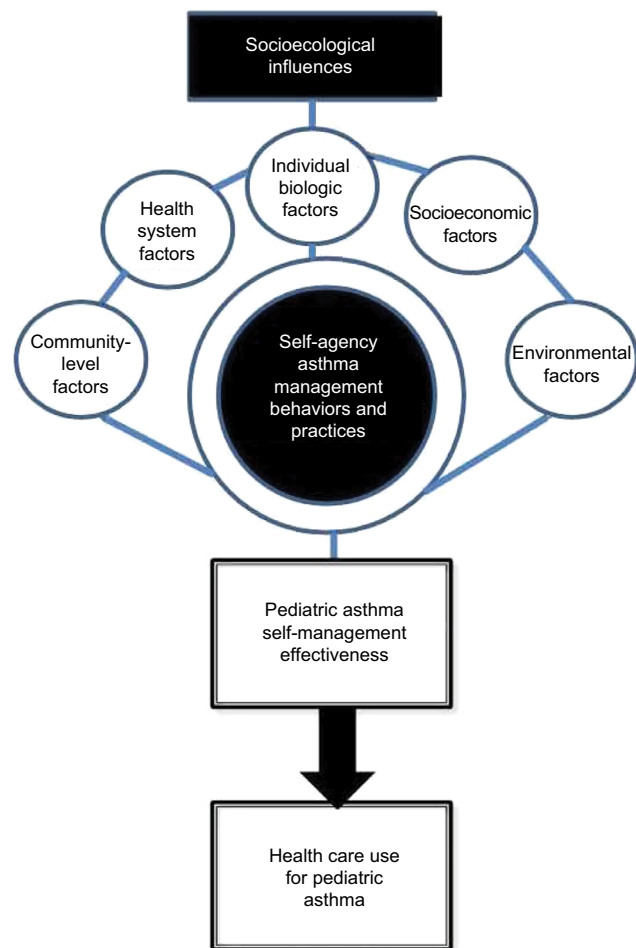 Socioecological
influences
Individual
biologic
factors
Health
system
factors
Socioeconomic
factors
Community-
level
factors
Self-agency
asthma
management
behaviors and
practices
Environmental
factors
Pediatric asthma
self-management
effectiveness
Health care use
for pediatric
asthma